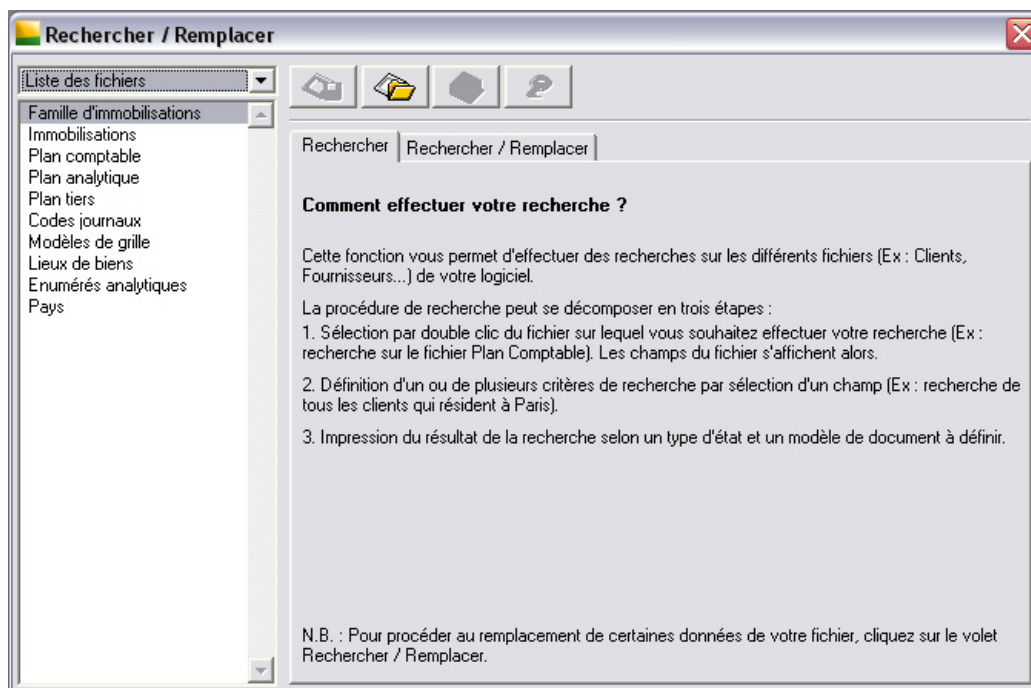 Rechercher / Remplacer
Liste des fichiers
Famille d'immobilisations
Immobilisations
Plan comptable
Plan analytique
Plan tiers
Codes journaux
Modèles de grille
Lieux de biens
Enumérés analytiques
Pays
Rechercher
Rechercher / Remplacer
Comment effectuer votre recherche ?
Cette fonction vous permet d'effectuer des recherches sur les différents fichiers (Ex : Clients,
Fournisseurs...) de votre logiciel.
La procédure de recherche peut se décomposer en trois étapes :
1. Sélection par double clic du fichier sur lequel vous souhaitez effectuer votre recherche (Ex :
recherche sur le fichier Plan Comptable). Les champs du fichier s'affichent alors.
2. Définition d'un ou de plusieurs critères de recherche par sélection d'un champ (Ex : recherche de
tous les clients qui résident à Paris).
3. Impression du résultat de la recherche selon un type d'état et un modèle de document à définir.
N.B. : Pour procéder au remplacement de certaines données de votre fichier, cliquez sur le volet
Rechercher / Remplacer.